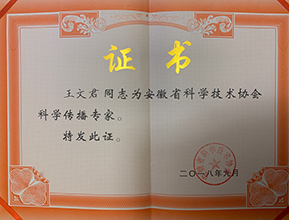 证书
王文君同志为安徽省科学技术协会
科学传播专家。
特发此证。
二〇一八年九月